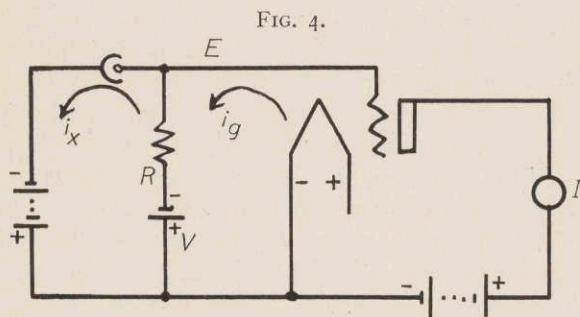 FIG. 4.
E
i_x
i_g
R
-
+
-
+
V
- +
I
- +